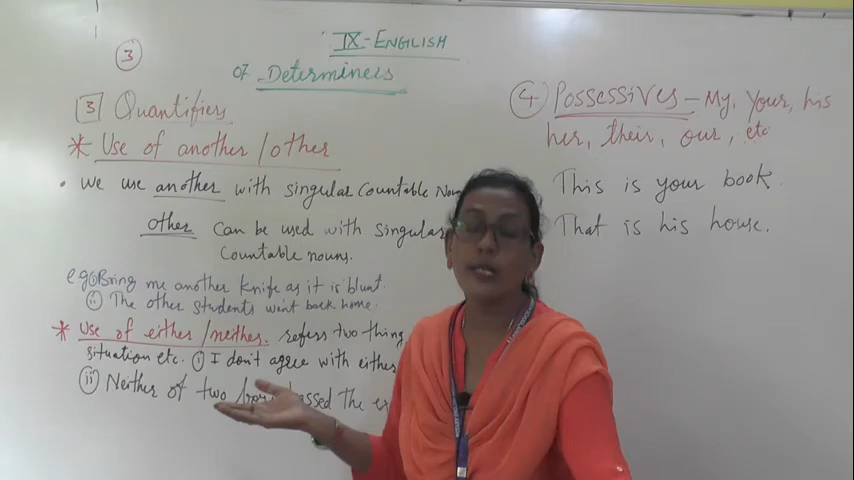 3
IX - ENGLISH
of Determiners
3 Quantifiers
* Use of another / other
• We use another with singular Countable
other Can be used with singular
Countable nouns.
eg (i) Bring me another knife as it is blunt.
(ii) The other students went back home.
* Use of either / neither. refers two thing
situation etc. (i) I don't agree with either
(ii) Neither of two the
4 Possessives - My, Your, his
her, their, our, etc
This is your book.
That is his house.